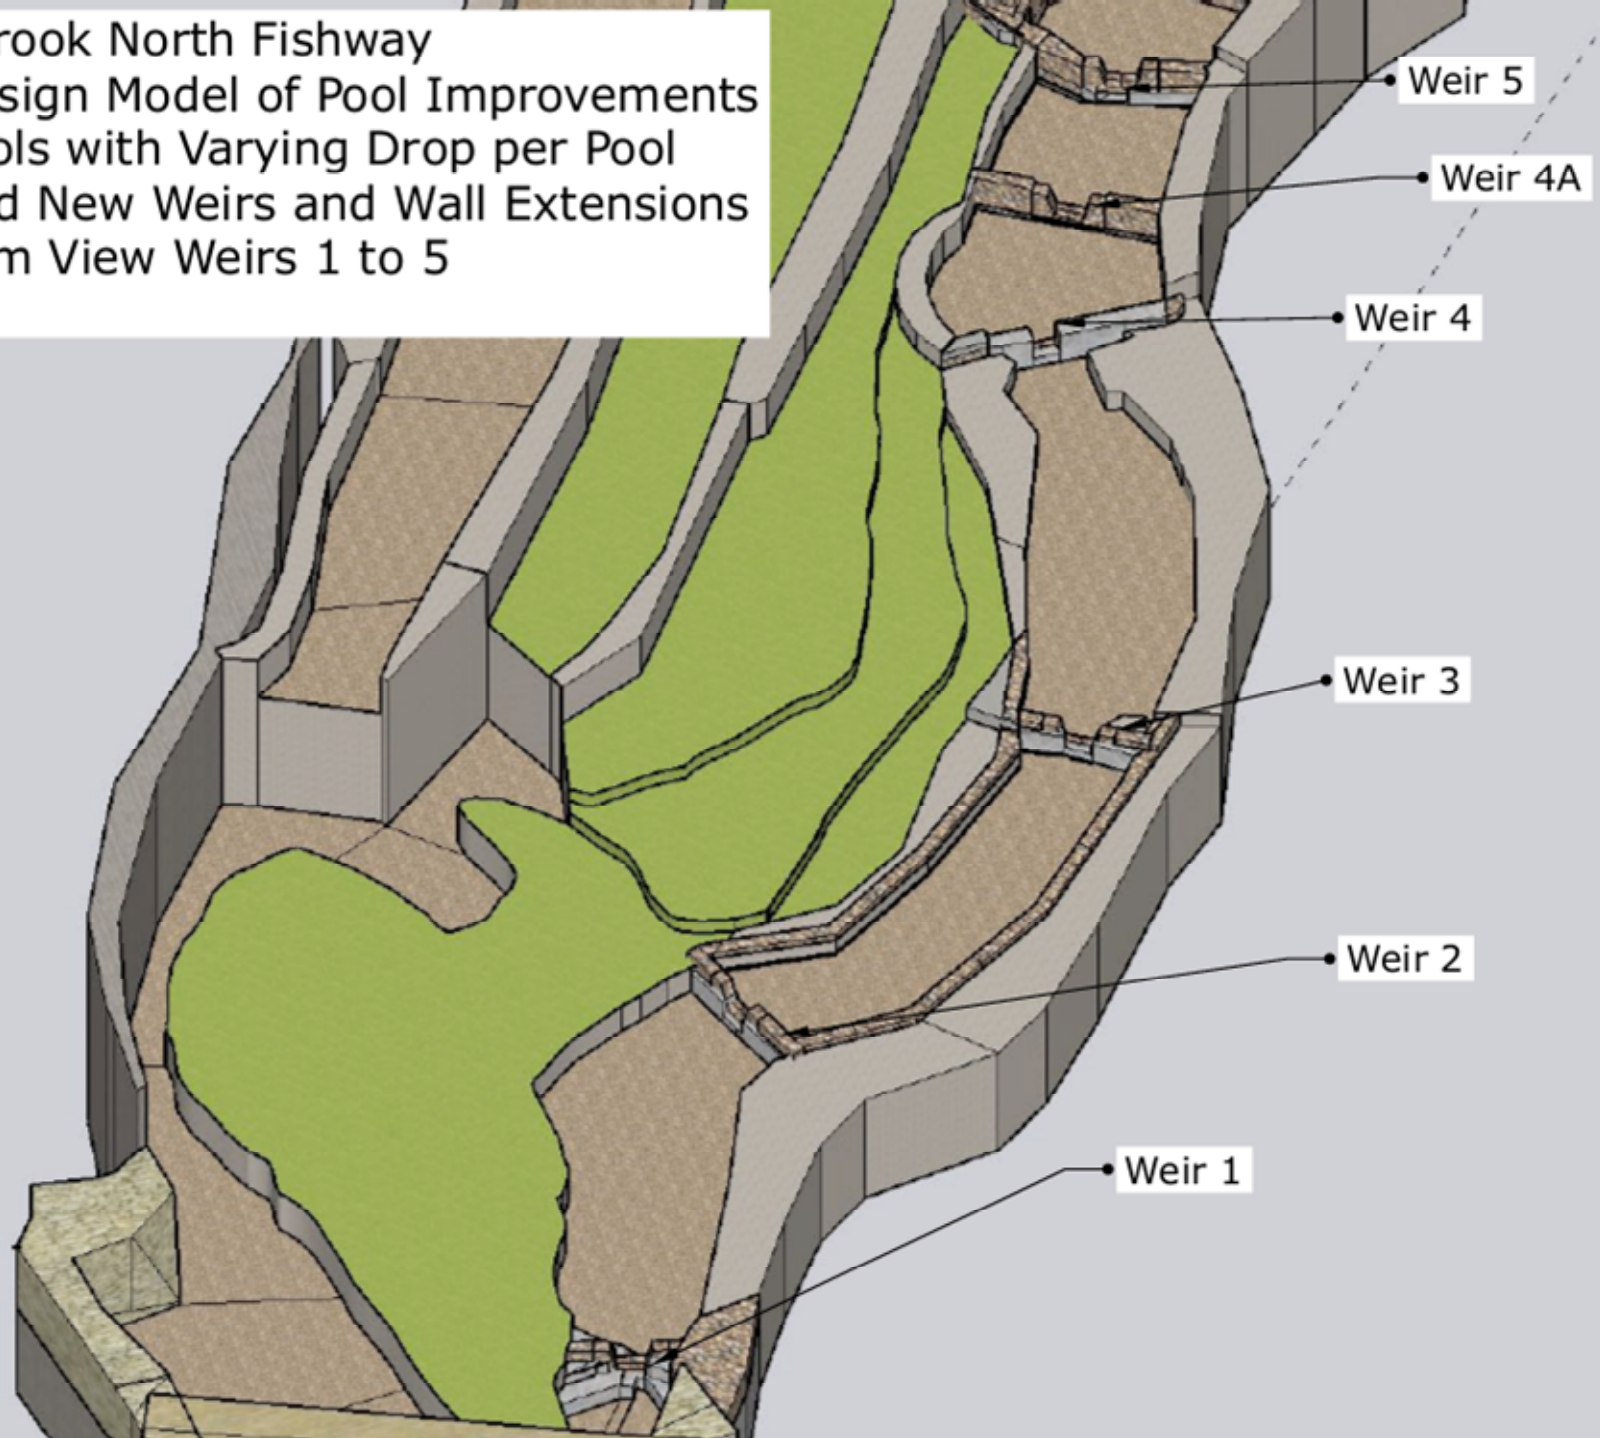 rook North Fishway
sign Model of Pool Improvements
ols with Varying Drop per Pool
d New Weirs and Wall Extensions
m View Weirs 1 to 5
Weir 5
Weir 4A
Weir 4
Weir 3
Weir 2
Weir 1